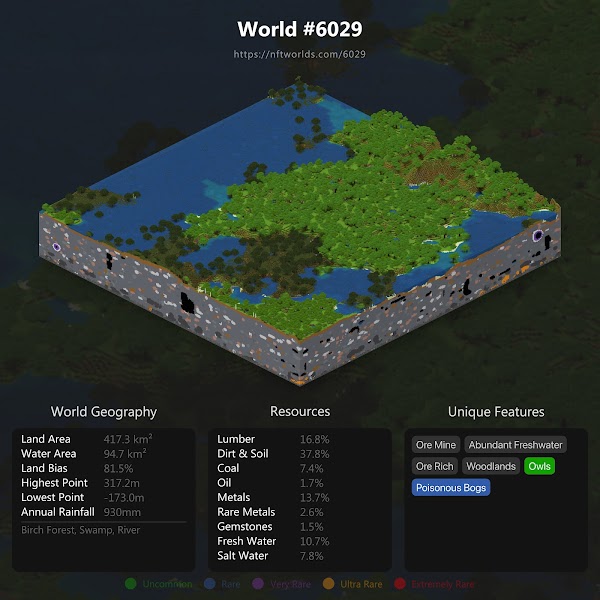 World #6029
https://nftworlds.com/6029
World Geography
Land Area 417.3 km²
Water Area 94.7 km²
Land Bias 81.5%
Highest Point 317.2m
Lowest Point -173.0m
Annual Rainfall 930mm
Birch Forest, Swamp, River
Resources
Lumber 16.8%
Dirt & Soil 37.8%
Coal 7.4%
Oil 1.7%
Metals 13.7%
Rare Metals 2.6%
Gemstones 1.5%
Fresh Water 10.7%
Salt Water 7.8%
Unique Features
Ore Mine Abundant Freshwater
Ore Rich Woodlands Owls
Poisonous Bogs
Uncommon Rare Very Rare Ultra Rare Extremely Rare